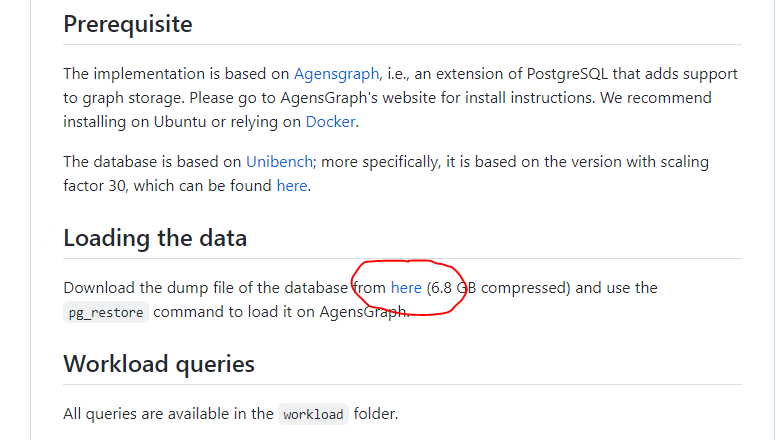 Prerequisite
The implementation is based on Agensgraph, i.e., an extension of PostgreSQL that adds support
to graph storage. Please go to AgensGraph's website for install instructions. We recommend
installing on Ubuntu or relying on Docker.
The database is based on Unibench; more specifically, it is based on the version with scaling
factor 30, which can be found here.
Loading the data
Download the dump file of the database from here (6.8 GB compressed) and use the
pg_restore command to load it on AgensGraph.
Workload queries
All queries are available in the workload folder.